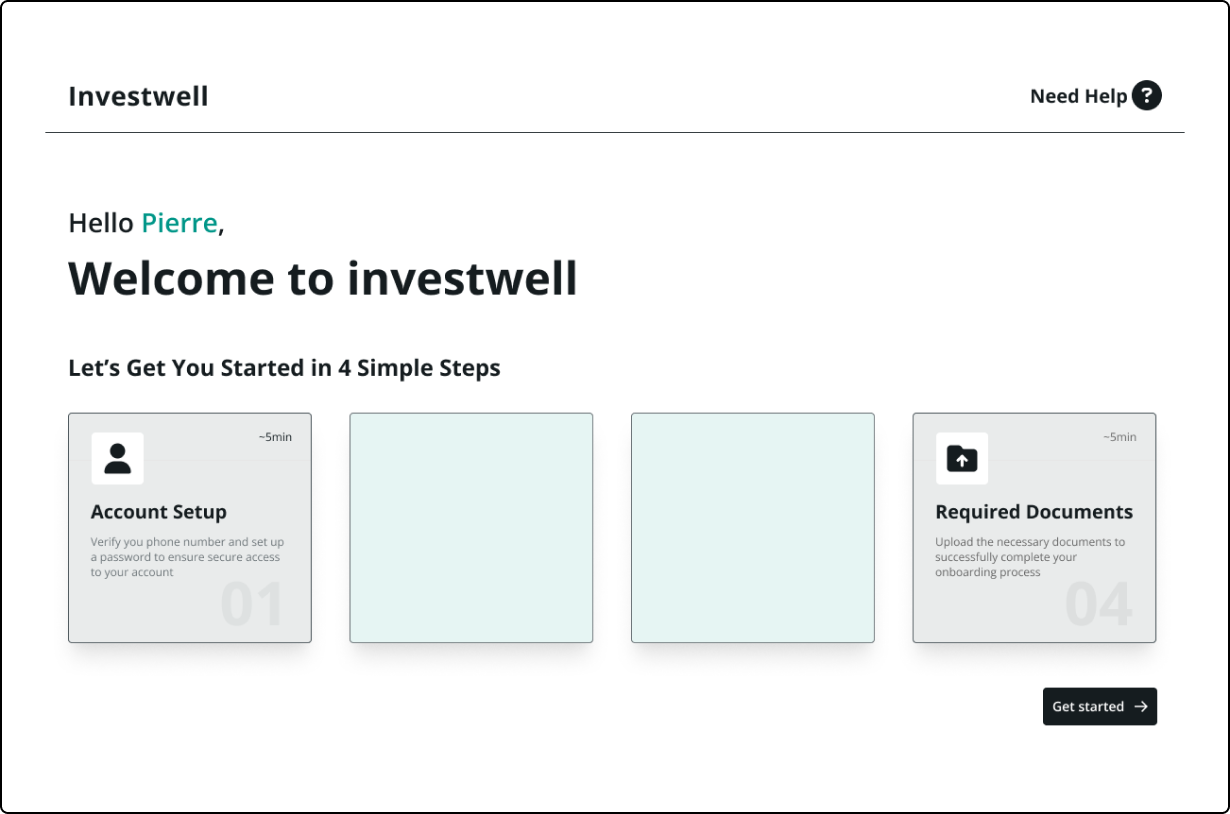 Investwell
Need Help ?
Hello Pierre,
Welcome to investwell
Let’s Get You Started in 4 Simple Steps
~5min
Account Setup
Verify you phone number and set up
a password to ensure secure access
to your account
01
~5min
Required Documents
Upload the necessary documents to
successfully complete your
onboarding process
04
Get started →